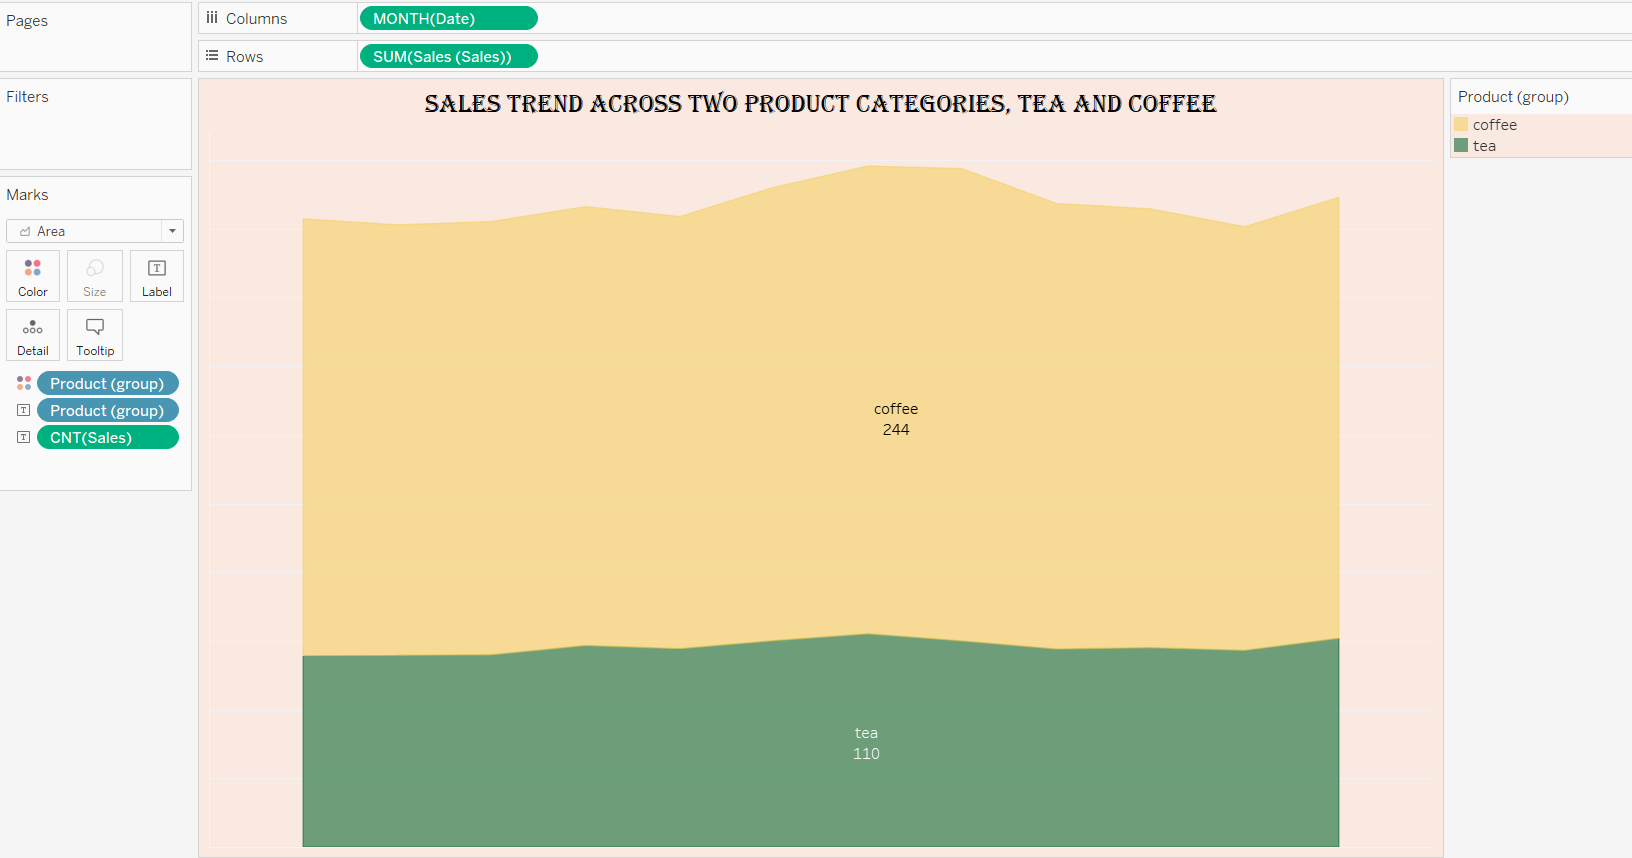 Pages
Columns
MONTH(Date)
Rows
SUM(Sales (Sales))
Filters
Marks
Area
Color
Size
T
Label
Detail
Tooltip
Product (group)
T
Product (group)
T
CNT(Sales)
SALES TREND ACROSS TWO PRODUCT CATEGORIES, TEA AND COFFEE
coffee
244
tea
110
Product (group)
coffee
tea